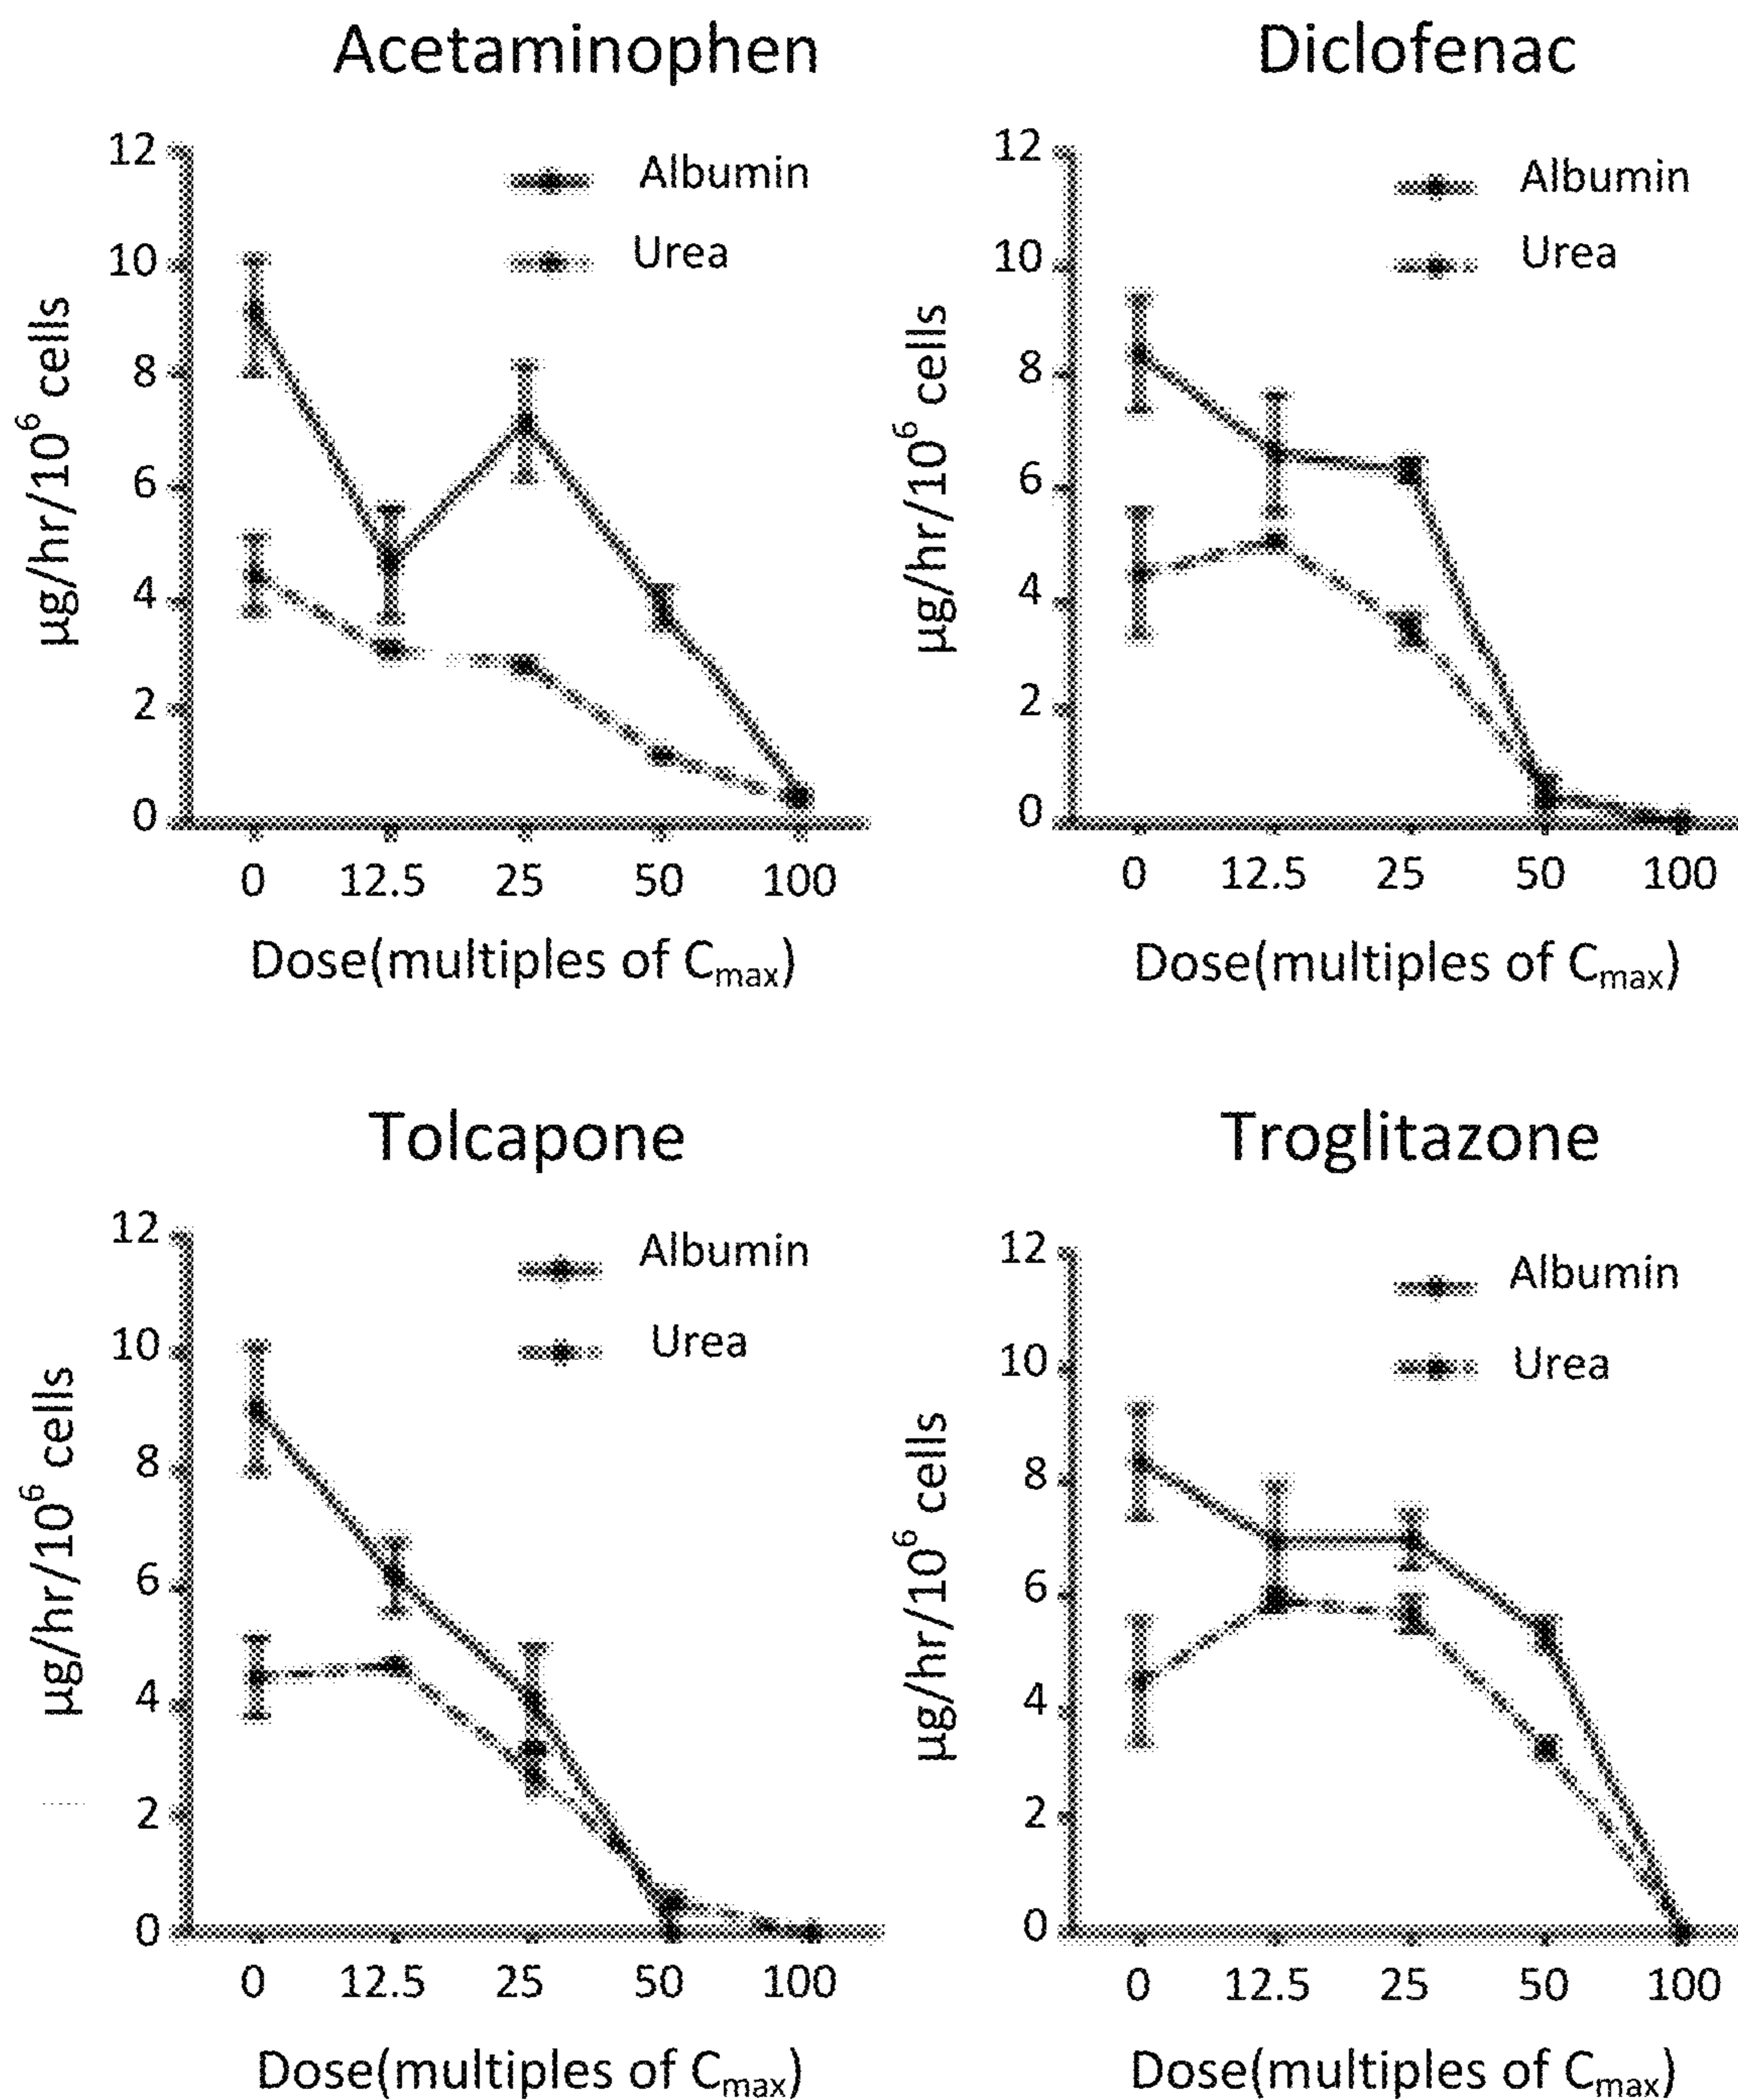 Acetaminophen
12
10
8
6
4
2
0
µg/hr/10⁶ cells
Albumin
Urea
0 12.5 25 50 100
Dose(multiples of Cmax)
Diclofenac
12
10
8
6
4
2
0
µg/hr/10⁶ cells
Albumin
Urea
0 12.5 25 50 100
Dose(multiples of Cmax)
Tolcapone
12
10
8
6
4
2
0
µg/hr/10⁶ cells
Albumin
Urea
0 12.5 25 50 100
Dose(multiples of Cmax)
Troglitazone
12
10
8
6
4
2
0
µg/hr/10⁶ cells
Albumin
Urea
0 12.5 25 50 100
Dose(multiples of Cmax)